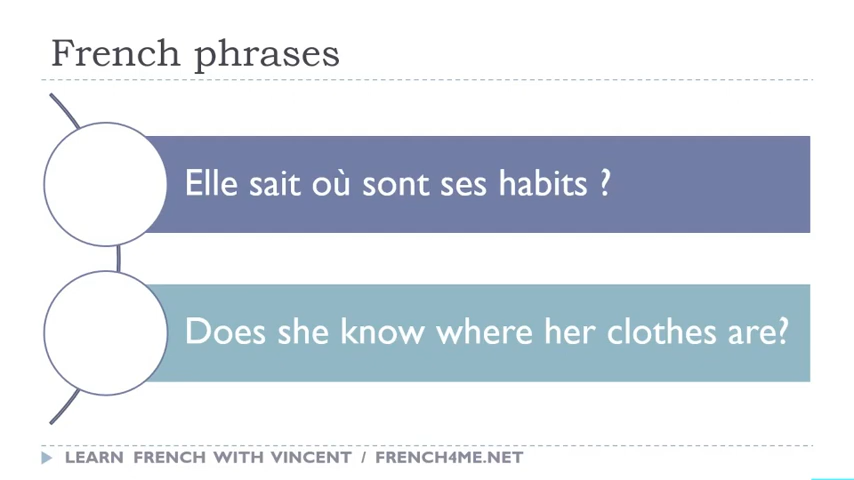 French phrases
Elle sait où sont ses habits ?
Does she know where her clothes are?
LEARN FRENCH WITH VINCENT / FRENCH4ME.NET